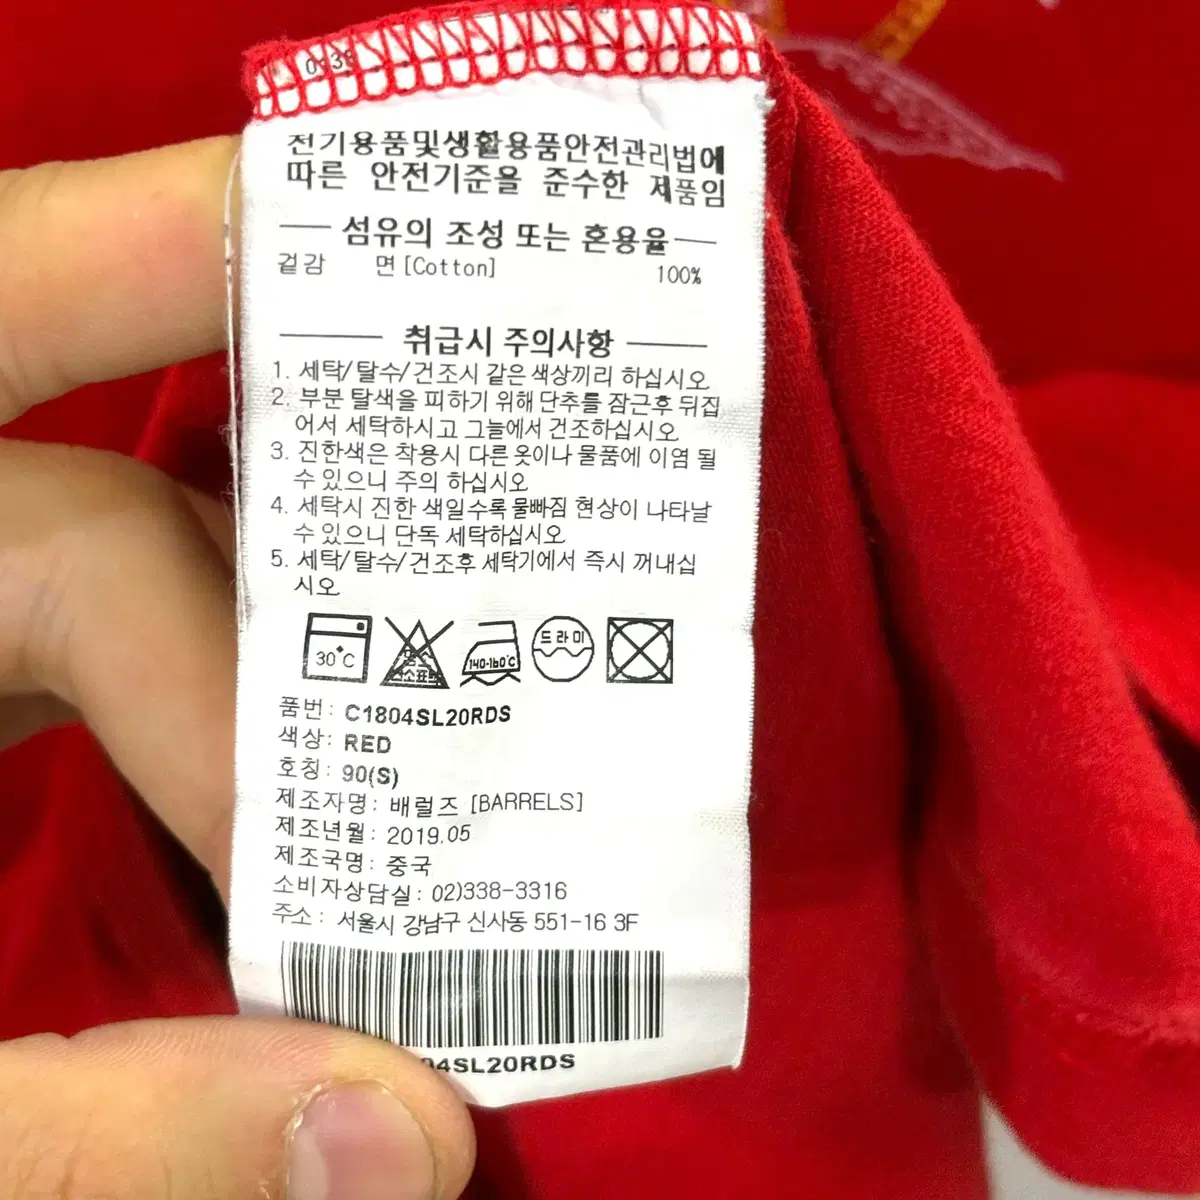 전기용품및생활용품안전관리법에
따른 안전기준을 준수한 제품임
섬유의 조성 또는 혼용율
겉감 면[Cotton] 100%
취급시 주의사항
1. 세탁/탈수/건조시 같은 색상끼리 하십시오
2. 부분 탈색을 피하기 위해 단추를 잠근후 뒤집
어서 세탁하시고 그늘에서 건조하십시오
3. 진한색은 착용시 다른 옷이나 물품에 이염 될
수 있으니 주의 하십시오
4. 세탁시 진한 색일수록 물빠짐 현상이 나타날
수 있으니 단독 세탁하십시오
5. 세탁/탈수/건조후 세탁기에서 즉시 꺼내십
시오
30°C 140-160°C 드라이
품번: C1804SL20RDS
색상: RED
호칭: 90(S)
제조자명: 배럴즈 [BARRELS]
제조년월: 2019.05
제조국명: 중국
소비자상담실: 02)338-3316
주소: 서울시 강남구 신사동 551-16 3F
04SL20RDS